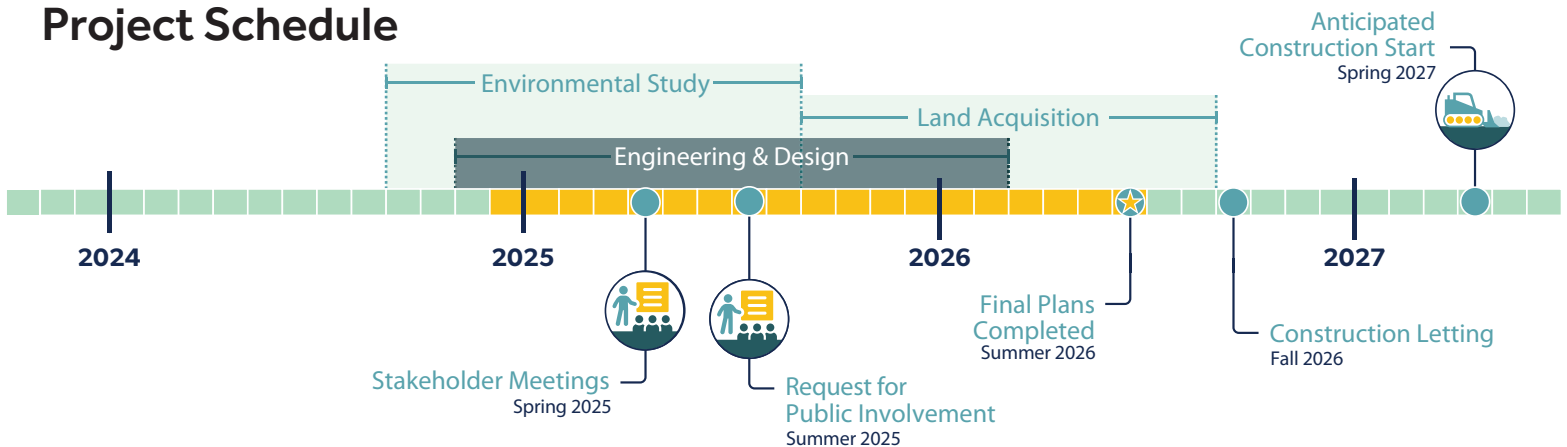 Project Schedule
Anticipated
Construction Start
Spring 2027
Environmental Study
Land Acquisition
Engineering & Design
2024
2025
2026
2027
Stakeholder Meetings
Spring 2025
Request for
Public Involvement
Summer 2025
Final Plans
Completed
Summer 2026
Construction Letting
Fall 2026